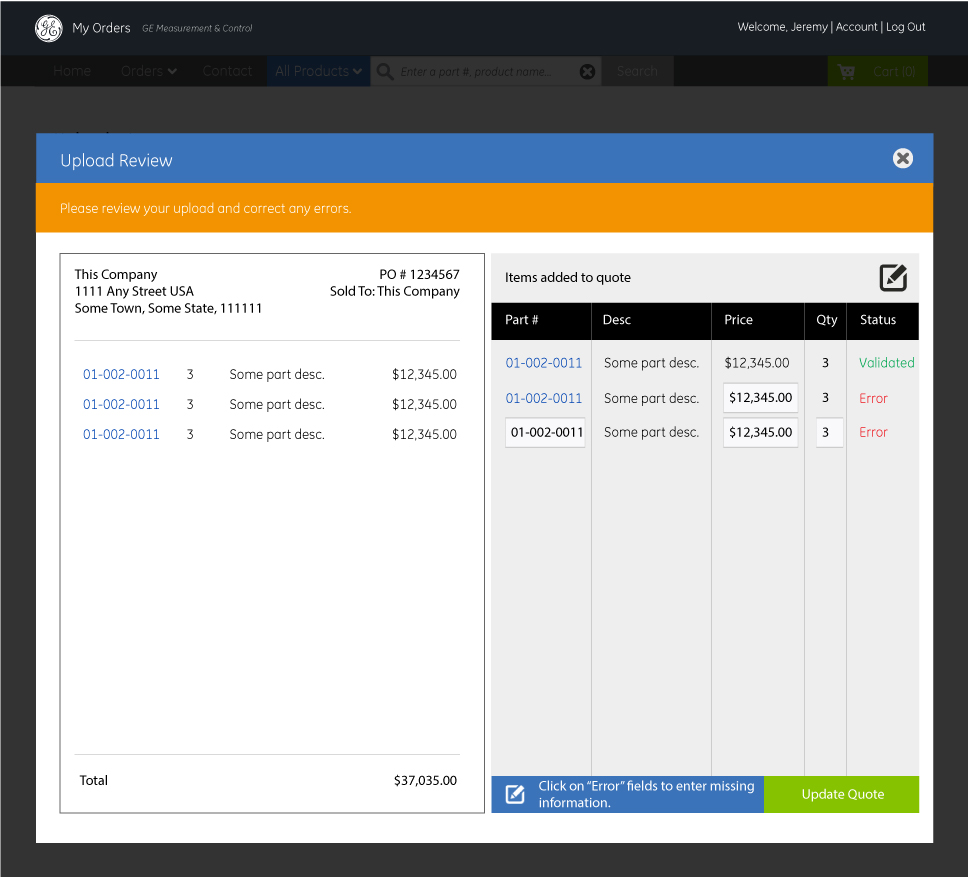 GE My Orders GE Measurement & Control
Welcome, Jeremy | Account | Log Out
Home Orders Contact All Products Enter a part #, product name... Search Cart (0)
Upload Review
Please review your upload and correct any errors.
This Company PO # 1234567
1111 Any Street USA Sold To: This Company
Some Town, Some State, 111111
01-002-0011 3 Some part desc. $12,345.00
01-002-0011 3 Some part desc. $12,345.00
01-002-0011 3 Some part desc. $12,345.00
Total $37,035.00
Items added to quote
Part # Desc Price Qty Status
01-002-0011 Some part desc. $12,345.00 3 Validated
01-002-0011 Some part desc. $12,345.00 3 Error
01-002-0011 Some part desc. $12,345.00 3 Error
Click on “Error” fields to enter missing
information.
Update Quote